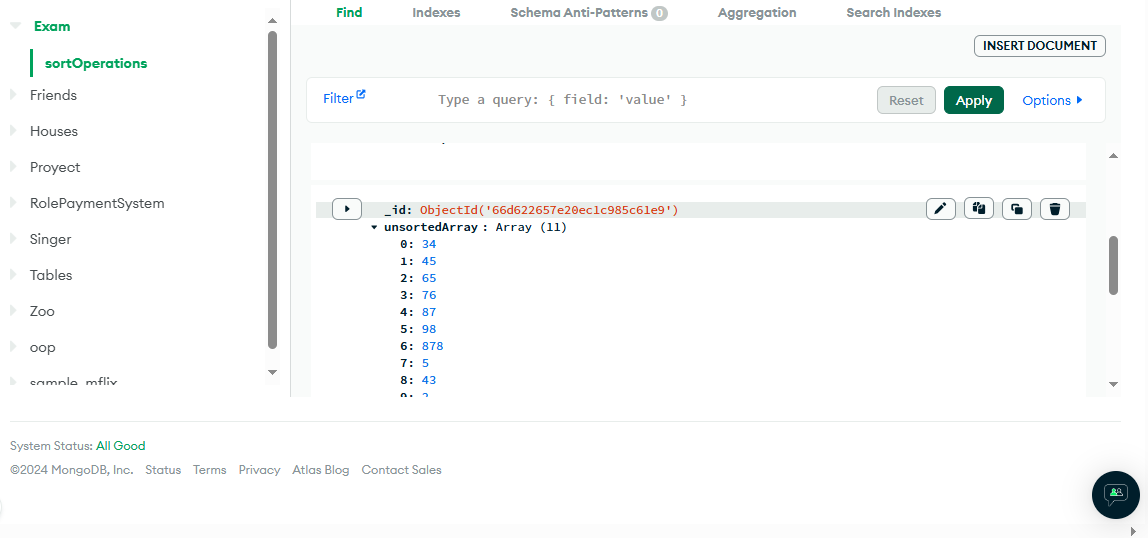 Find Indexes Schema Anti-Patterns 0 Aggregation Search Indexes
INSERT DOCUMENT
Exam
sortOperations
Friends
Houses
Proyect
RolePaymentSystem
Singer
Tables
Zoo
oop
sample_mflix
Filter Type a query: { field: 'value' } Reset Apply Options
_id: ObjectId('66d622657e20ec1c985c61e9')
unsortedArray : Array (11)
0: 34
1: 45
2: 65
3: 76
4: 87
5: 98
6: 878
7: 5
8: 43
System Status: All Good
©2024 MongoDB, Inc. Status Terms Privacy Atlas Blog Contact Sales